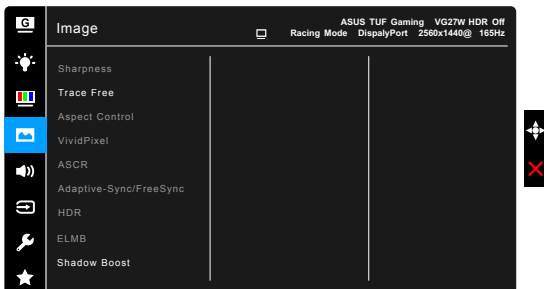 G
Image
ASUS TUF Gaming VG27W HDR Off
Racing Mode DispalyPort 2560x1440@ 165Hz
Sharpness
Trace Free
Aspect Control
VividPixel
ASCR
Adaptive-Sync/FreeSync
HDR
ELMB
Shadow Boost